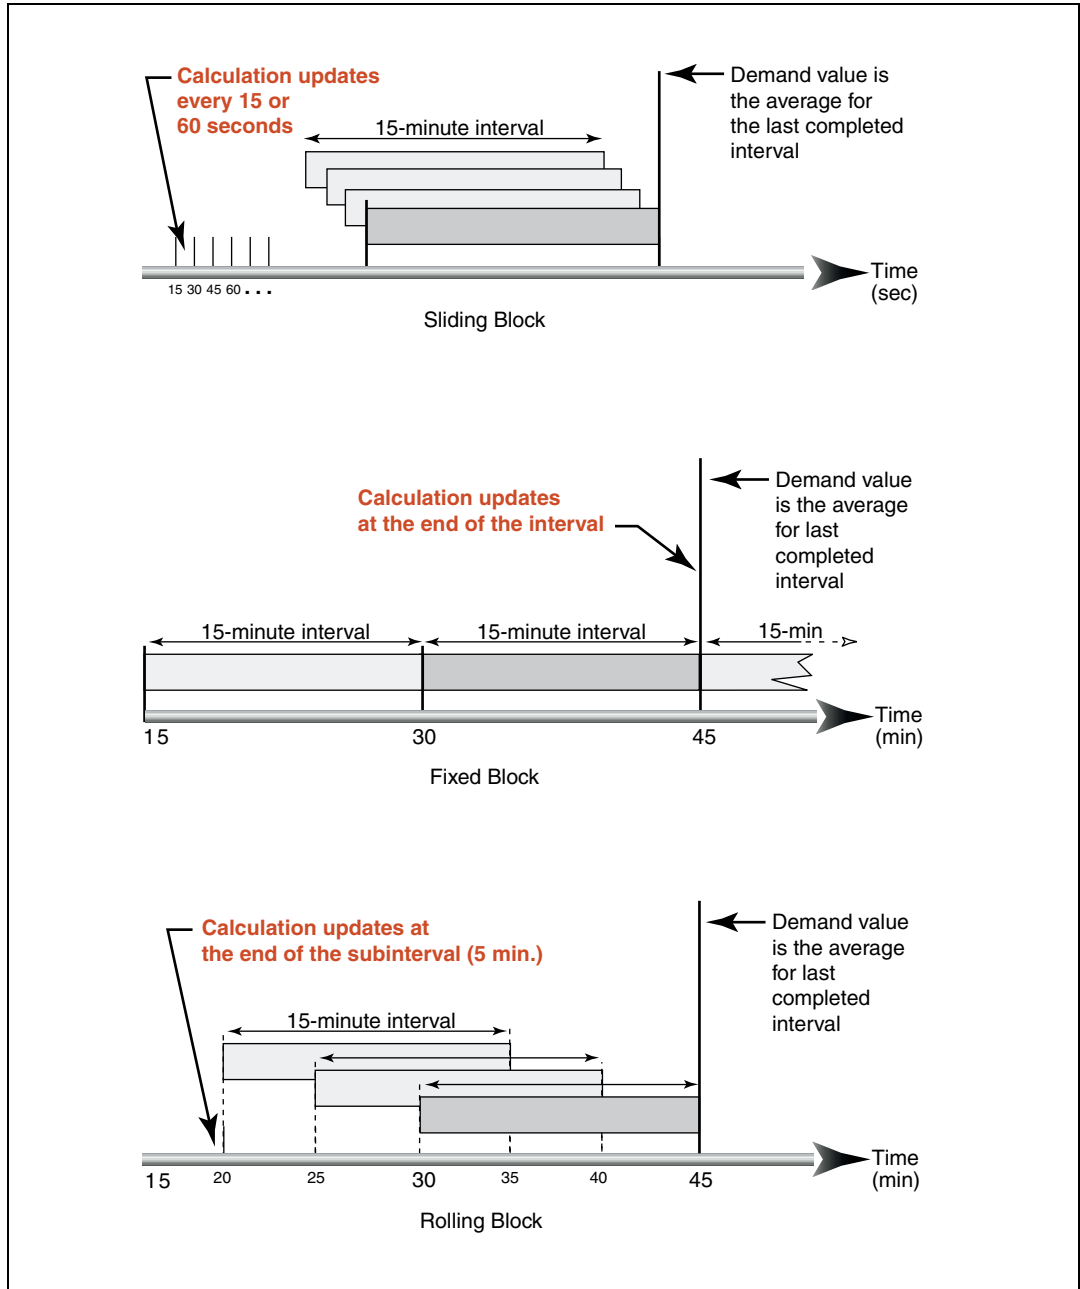 Calculation updates
every 15 or
60 seconds
15-minute interval
Demand value is
the average for
the last completed
interval
15 30 45 60 . . .
Time
(sec)
Sliding Block
Calculation updates
at the end of the interval
Demand value
is the average
for last
completed
interval
15-minute interval
15-minute interval
15-min
15
30
45
Time
(min)
Fixed Block
Calculation updates at
the end of the subinterval (5 min.)
Demand value
is the average
for last
completed
interval
15-minute interval
15
20
25
30
35
40
45
Time
(min)
Rolling Block